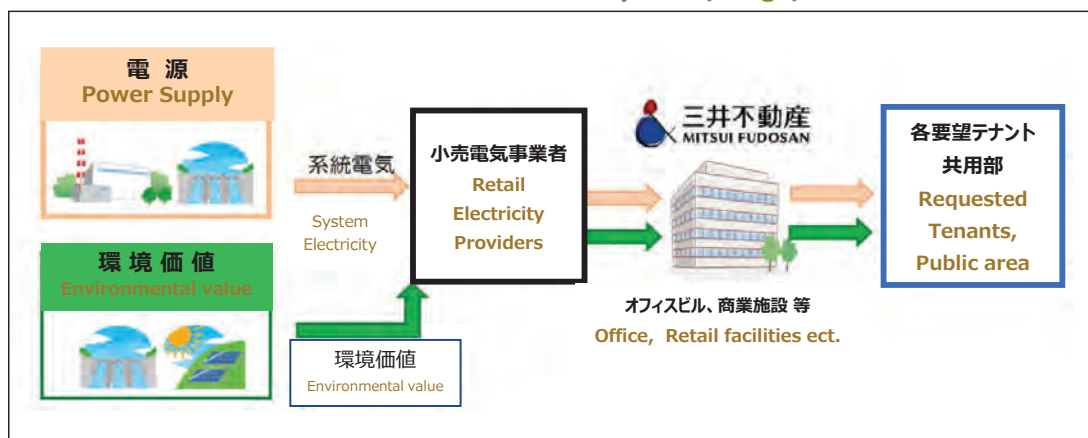 電 源
Power Supply
環 境 価 値
Environmental value
系統電気
System
Electricity
環境価値
Environmental value
小売電気事業者
Retail
Electricity
Providers
三井不動産
MITSUI FUDOSAN
オフィスビル、商業施設 等
Office, Retail facilities ect.
各要望テナント
共用部
Requested
Tenants,
Public area